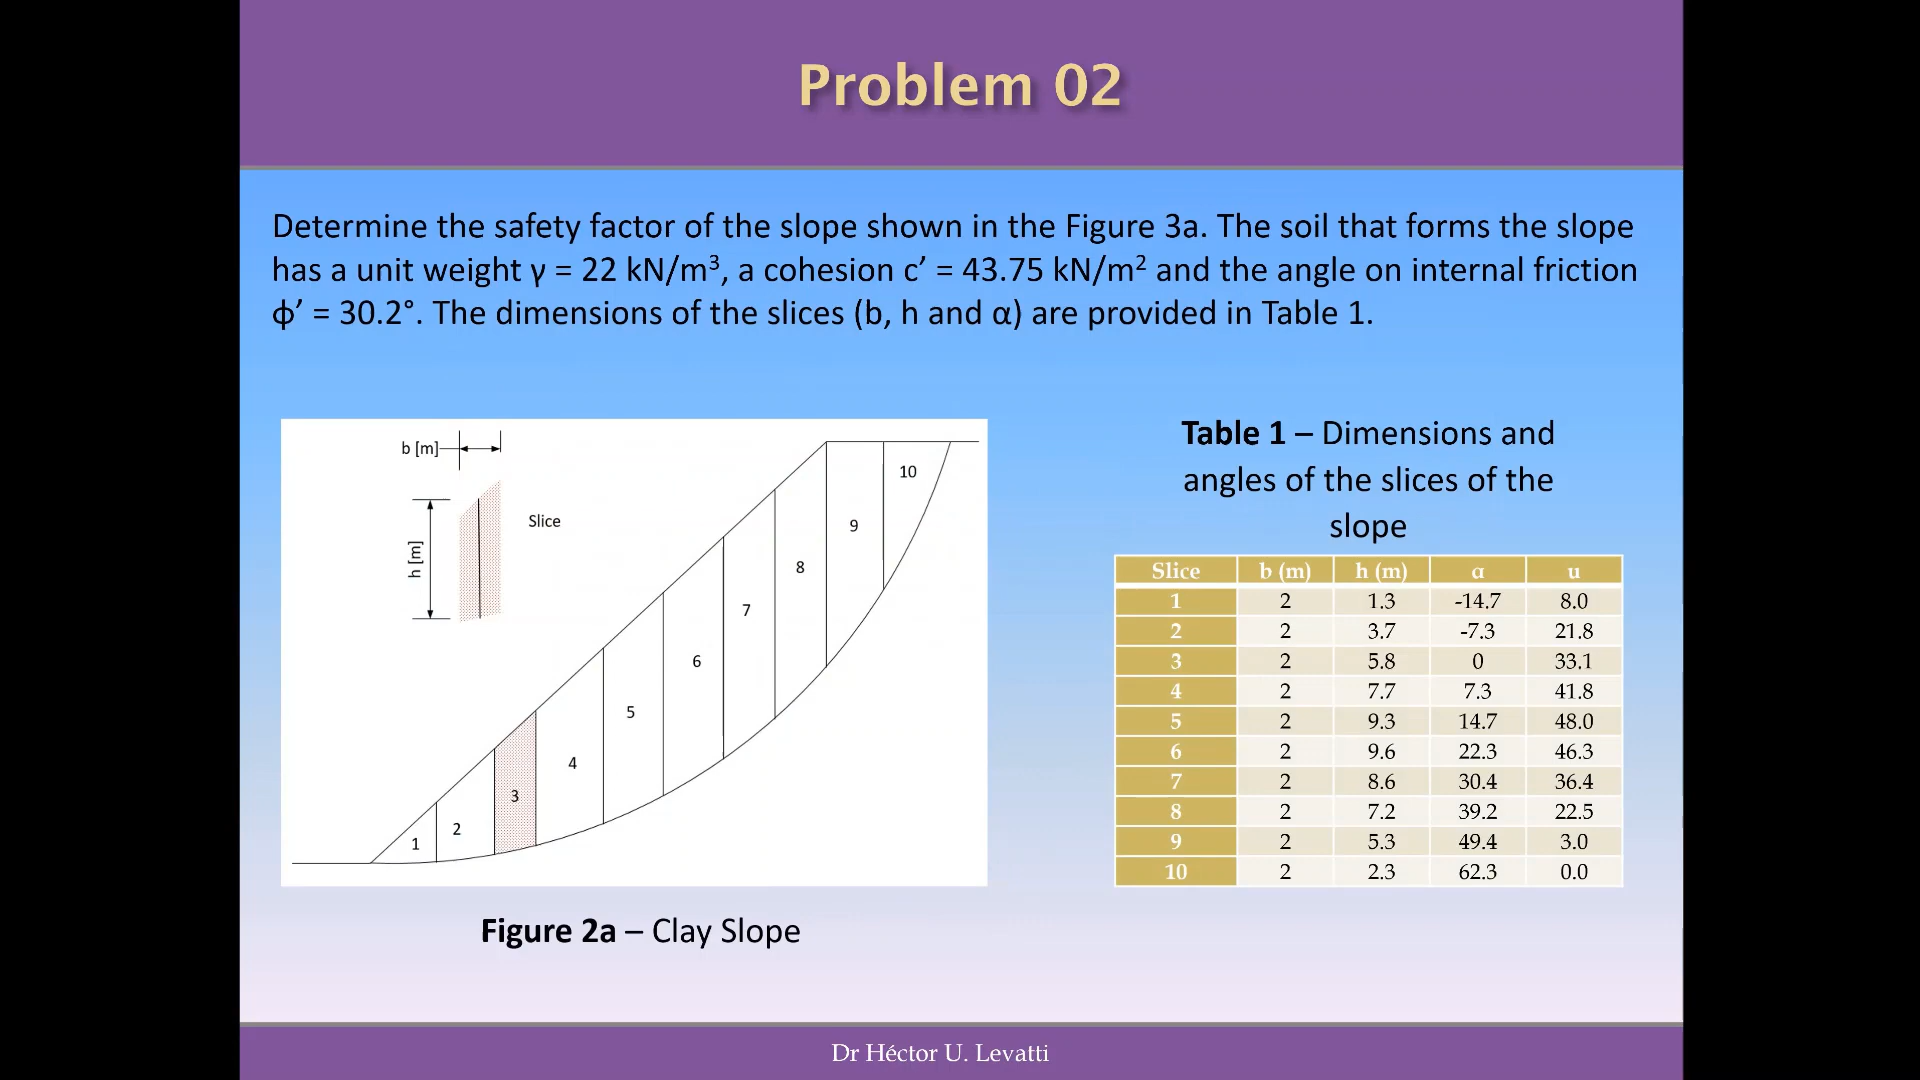 Problem 02
Determine the safety factor of the slope shown in the Figure 3a. The soil that forms the slope
has a unit weight γ = 22 kN/m³, a cohesion c’ = 43.75 kN/m² and the angle on internal friction
ϕ’ = 30.2°. The dimensions of the slices (b, h and α) are provided in Table 1.
b [m]
h [m]
Slice
1
2
3
4
5
6
7
8
9
10
Figure 2a – Clay Slope
Table 1 – Dimensions and
angles of the slices of the
slope
Slice b (m) h (m) α u
1 2 1.3 -14.7 8.0
2 2 3.7 -7.3 21.8
3 2 5.8 0 33.1
4 2 7.7 7.3 41.8
5 2 9.3 14.7 48.0
6 2 9.6 22.3 46.3
7 2 8.6 30.4 36.4
8 2 7.2 39.2 22.5
9 2 5.3 49.4 3.0
10 2 2.3 62.3 0.0
Dr Héctor U. Levatti